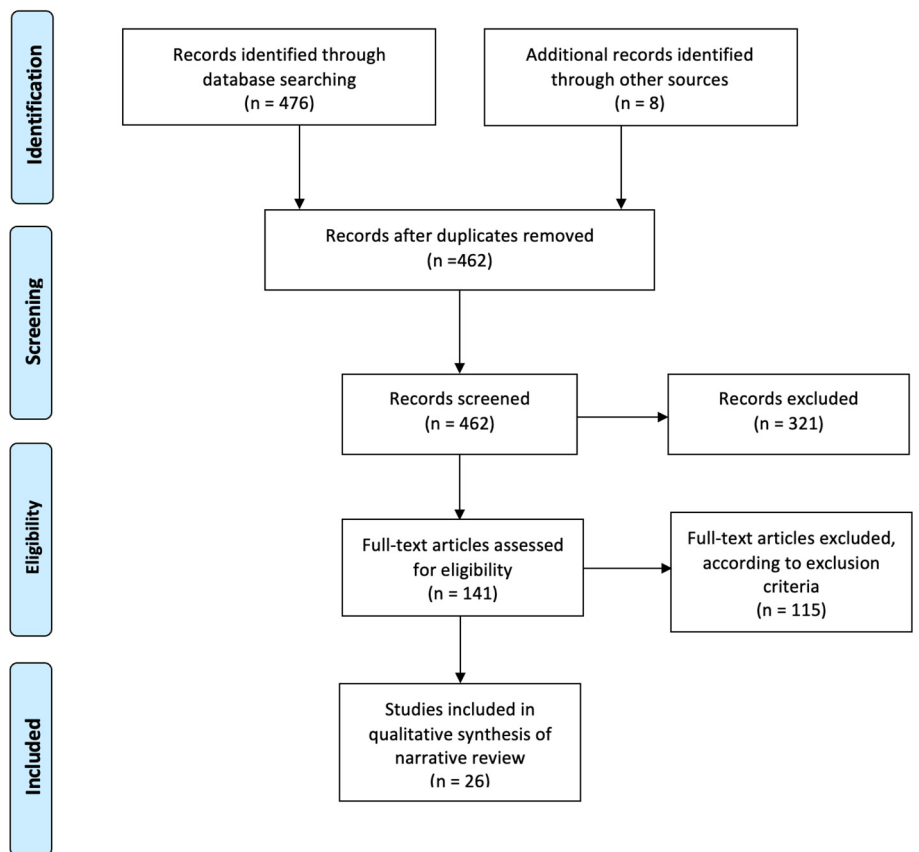 Identification
Records identified through
database searching
(n = 476)
Additional records identified
through other sources
(n = 8)
Screening
Records after duplicates removed
(n =462)
Records screened
(n = 462)
Records excluded
(n = 321)
Eligibility
Full-text articles assessed
for eligibility
(n = 141)
Full-text articles excluded,
according to exclusion
criteria
(n = 115)
Included
Studies included in
qualitative synthesis of
narrative review
(n = 26)